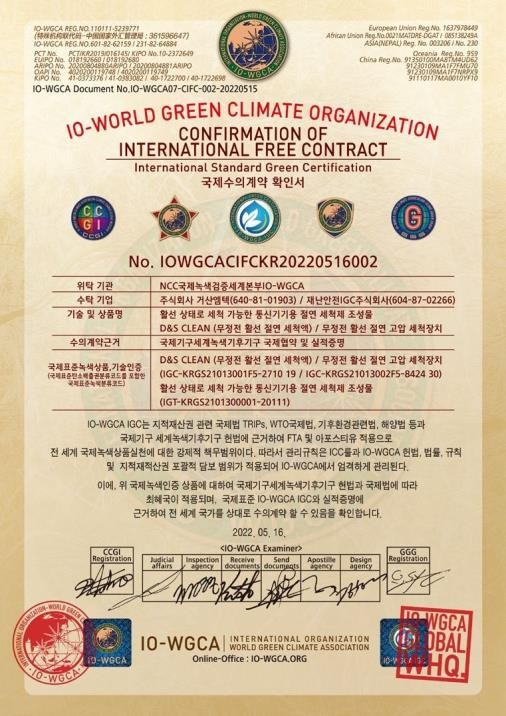 IO-WGCA REG.NO.110111-5239771
(特殊机构联代码-中国国家外汇管理局: 361596647)
IO-WGCA REG.NO.601-82-62159 / 231-82-64884
PCT No. PCT/KR2019/016145/ KIPO No.10-2229364
EUIPO No. 018192660 / 018192680
ARIPO No. 20200804880ARIPO / 20200804881ARIPO
OAPI No. 4020200119748 / 4020200119749
KIPO No. 41-0373376 / 41-0383082 / 40-1722700 / 40-1722698
IO-WGCA Document No.IO-WGCA07-CIFC-002-20220515
European Union Reg.No. 1637978449
African Union Reg.No.0021MATDRE-DGAT / 085138249A
ASIA(NEPAL) Reg. No. 003206 / No. 230
Oceania Reg.No. 959
China Reg.No. 91350100MA8TM4UD62
91230109MA1F7FMU70
91230109MA1F7NRPX9
91110117MA0010YF10
IO-WORLD GREEN CLIMATE ORGANIZATION
CONFIRMATION OF
INTERNATIONAL FREE CONTRACT
International Standard Green Certification
국제수의계약 확인서
CCGI
G
No. IOWGCACIFCKR20220516002
위탁 기관 NCC국제녹색검증세계본부IO-WGCA
수탁 기업 주식회사 거산엠텍(640-81-01903) / 재난안전IGC주식회사(604-87-02266)
기술 및 상품명 활선 상태로 세척 가능한 통신기기용 절연 세척제 조성물
D&S CLEAN (무정전 활선 세척액) / 무정전 활선 절연 고압 세척장치
수의계약근거 국제기구세계녹색기후기구 국제협약 및 실적증명
국제표준녹색상품,기술인증 D&S CLEAN (무정전 활선 절연 세척액) / 무정전 활선 절연 고압 세척장치
(국제표준탄소배출권분류코드를 포함한 (IGC-KRGS21013001F5-2710 19 / IGC-KRGS21013002F5-8424 30)
국제표준녹색분류코드) 활선 상태로 세척 가능한 통신기기용 절연 세척제 조성물
(IGT-KRGS2101300001-20111)
IO-WGCA IGC는 지적재산권 관련 국제법 TRIPs, WTO국제법, 기후환경관련법, 해양법 등과
국제기구 세계녹색기후기구 헌법에 근거하여 FTA 및 아포스티유 적용으로
전 세계 국제녹색상품실천에 대한 강제적 책무범위이다. 따라서 관리규정은 ICC룰과 IO-WGCA 헌법, 법률, 규칙
및 지적재산권 포괄적 담보 범위가 적용되어 IO-WGCA에서 엄격하게 관리된다.
이에, 위 국제녹색인증 상품에 대하여 국제기구세계녹색기후기구 헌법과 국제법에 따라
최혜국이 적용되며, 국제표준 IO-WGCA IGC와 실적증명에
근거하여 전 세계 국가를 상대로 수의계약 할 수 있음을 확인합니다.
2022. 05. 16.
<IO-WGCA Examiner>
CCGI Registration Judicial affairs Inspection agency Receive documents Send documents Apostille agency Design agency GGG Registration
IO-WGCA INTERNATIONAL ORGANIZATION
WORLD GREEN CLIMATE ASSOCIATION
Online-Office : IO-WGCA.ORG
IO-WGCA
IO-WGCA
IO WGCA
GLOBAL
WHQ.